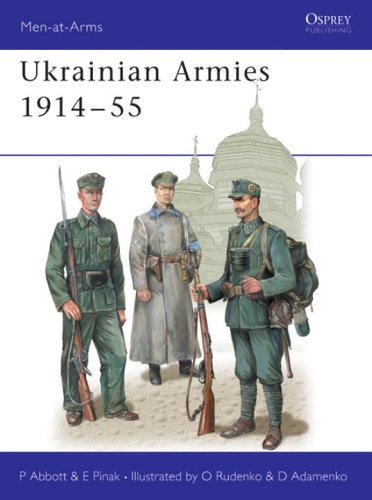 Men-at-Arms
OSPREY
PUBLISHING
Ukrainian Armies
1914–55
P Abbott & E Pinak • Illustrated by O Rudenko & D Adamenko